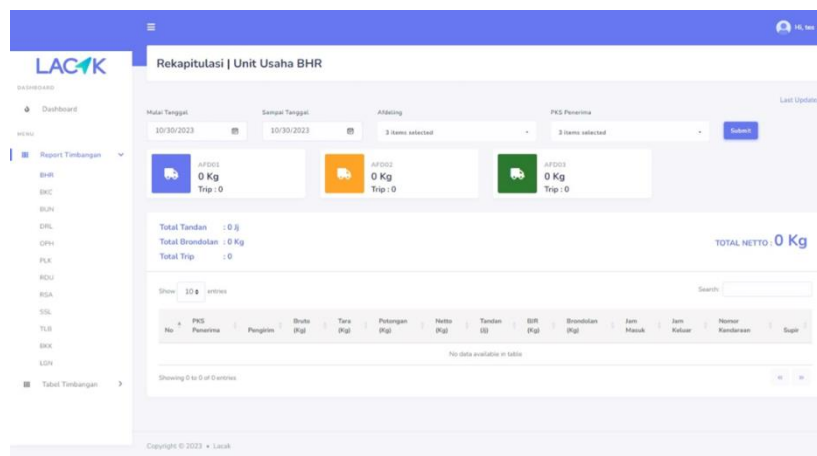 Hi, tes
LACAK
Rekapitulasi | Unit Usaha BHR
DASHBOARD
Dashboard
MENU
Report Timbangan
BHR
BKC
BUN
DRL
OPH
PLK
RDU
RSA
SSL
TLB
BKX
LDN
Tabel Timbangan
Last Update
Mulai Tanggal
Sampai Tanggal
Afdeling
PKS Penerima
10/30/2023
10/30/2023
3 items selected
3 items selected
Submit
AFD01
0 Kg
Trip : 0
AFD02
0 Kg
Trip : 0
AFD03
0 Kg
Trip : 0
Total Tandan : 0 Jj
Total Brondolan : 0 Kg
Total Trip : 0
TOTAL NETTO : 0 Kg
Show 10 entries
Search:
No
PKS Penerima
Pengirim
Bruto (Kg)
Tara (Kg)
Potongan (Kg)
Netto (Kg)
Tandan (Jj)
BJR (Kg)
Brondolan (Kg)
Jam Masuk
Jam Keluar
Nomor Kendaraan
Supir
No data available in table
Showing 0 to 0 of 0 entries
Copyright © 2023 • Lacak